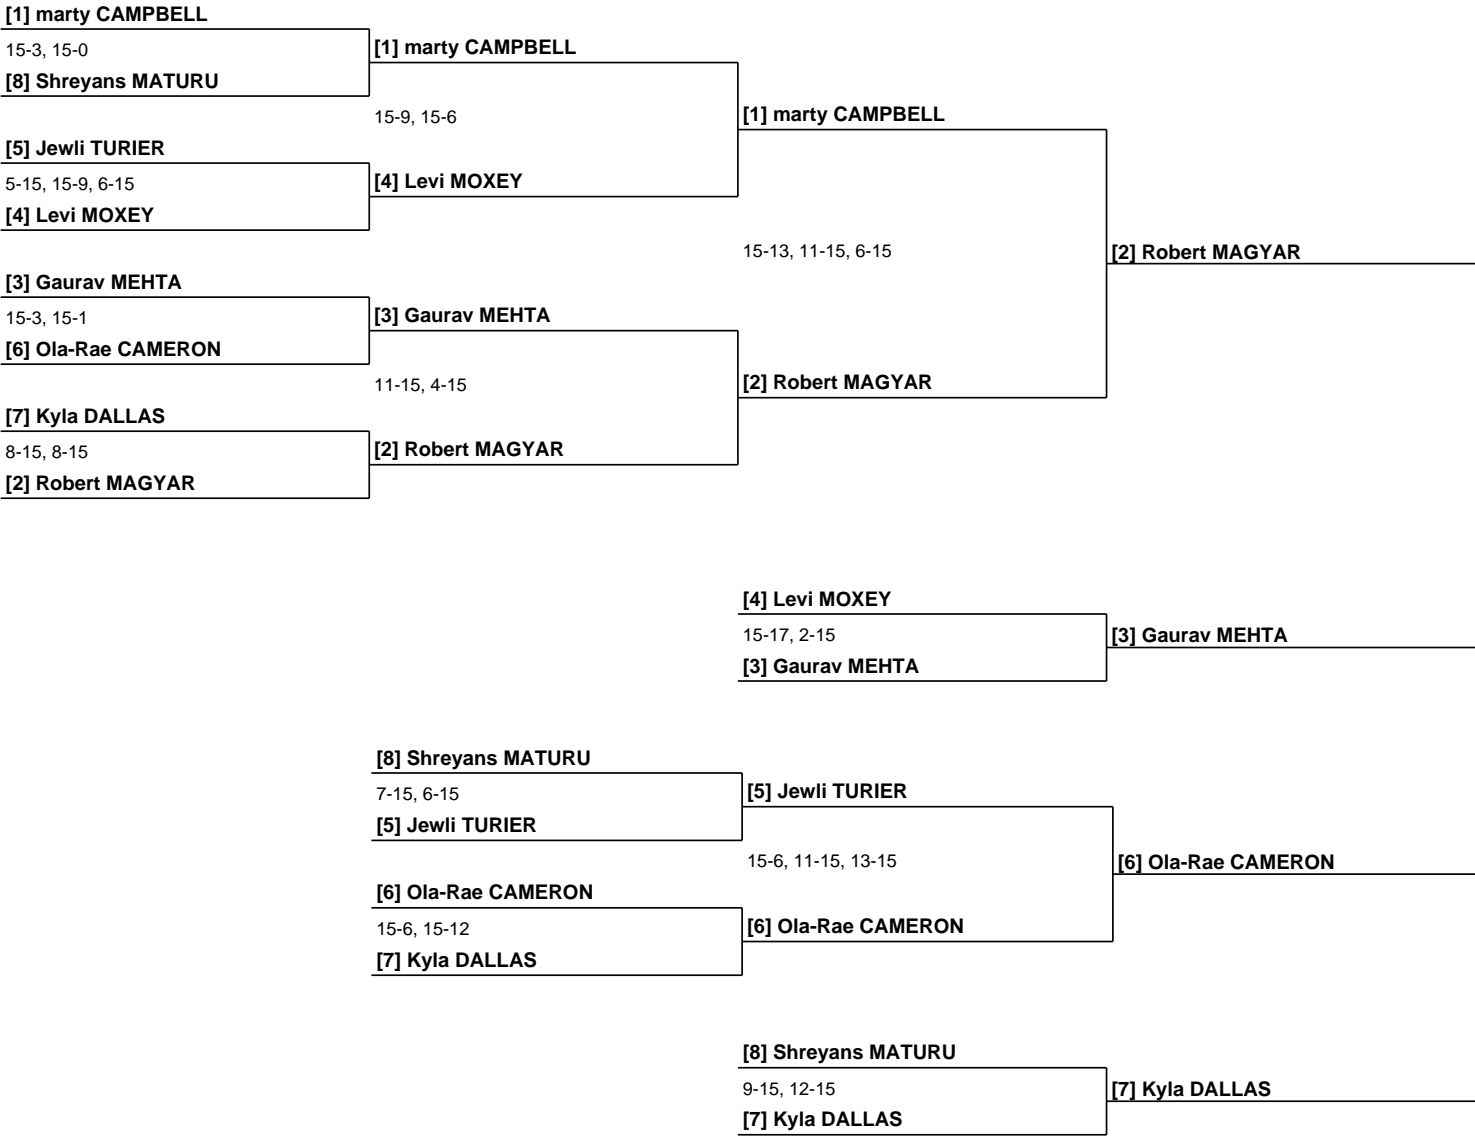 [1] marty CAMPBELL
15-3, 15-0
[1] marty CAMPBELL
[8] Shreyans MATURU
15-9, 15-6
[1] marty CAMPBELL
[5] Jewli TURIER
5-15, 15-9, 6-15
[4] Levi MOXEY
[4] Levi MOXEY
15-13, 11-15, 6-15
[2] Robert MAGYAR
[3] Gaurav MEHTA
15-3, 15-1
[3] Gaurav MEHTA
[6] Ola-Rae CAMERON
11-15, 4-15
[2] Robert MAGYAR
[7] Kyla DALLAS
8-15, 8-15
[2] Robert MAGYAR
[2] Robert MAGYAR
[4] Levi MOXEY
15-17, 2-15
[3] Gaurav MEHTA
[3] Gaurav MEHTA
[8] Shreyans MATURU
7-15, 6-15
[5] Jewli TURIER
[5] Jewli TURIER
15-6, 11-15, 13-15
[6] Ola-Rae CAMERON
[6] Ola-Rae CAMERON
15-6, 15-12
[6] Ola-Rae CAMERON
[7] Kyla DALLAS
[8] Shreyans MATURU
9-15, 12-15
[7] Kyla DALLAS
[7] Kyla DALLAS